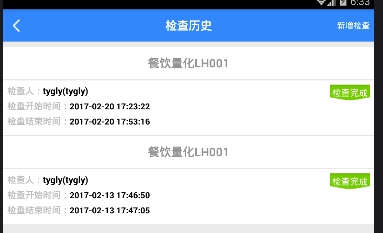 6:33
检查历史
新增检查
餐饮量化LH001
检查人：tygly(tygly)
检查完成
检查开始时间：2017-02-20 17:23:22
检查结束时间：2017-02-20 17:53:16
餐饮量化LH001
检查人：tygly(tygly)
检查完成
检查开始时间：2017-02-13 17:46:50
检查结束时间：2017-02-13 17:47:05